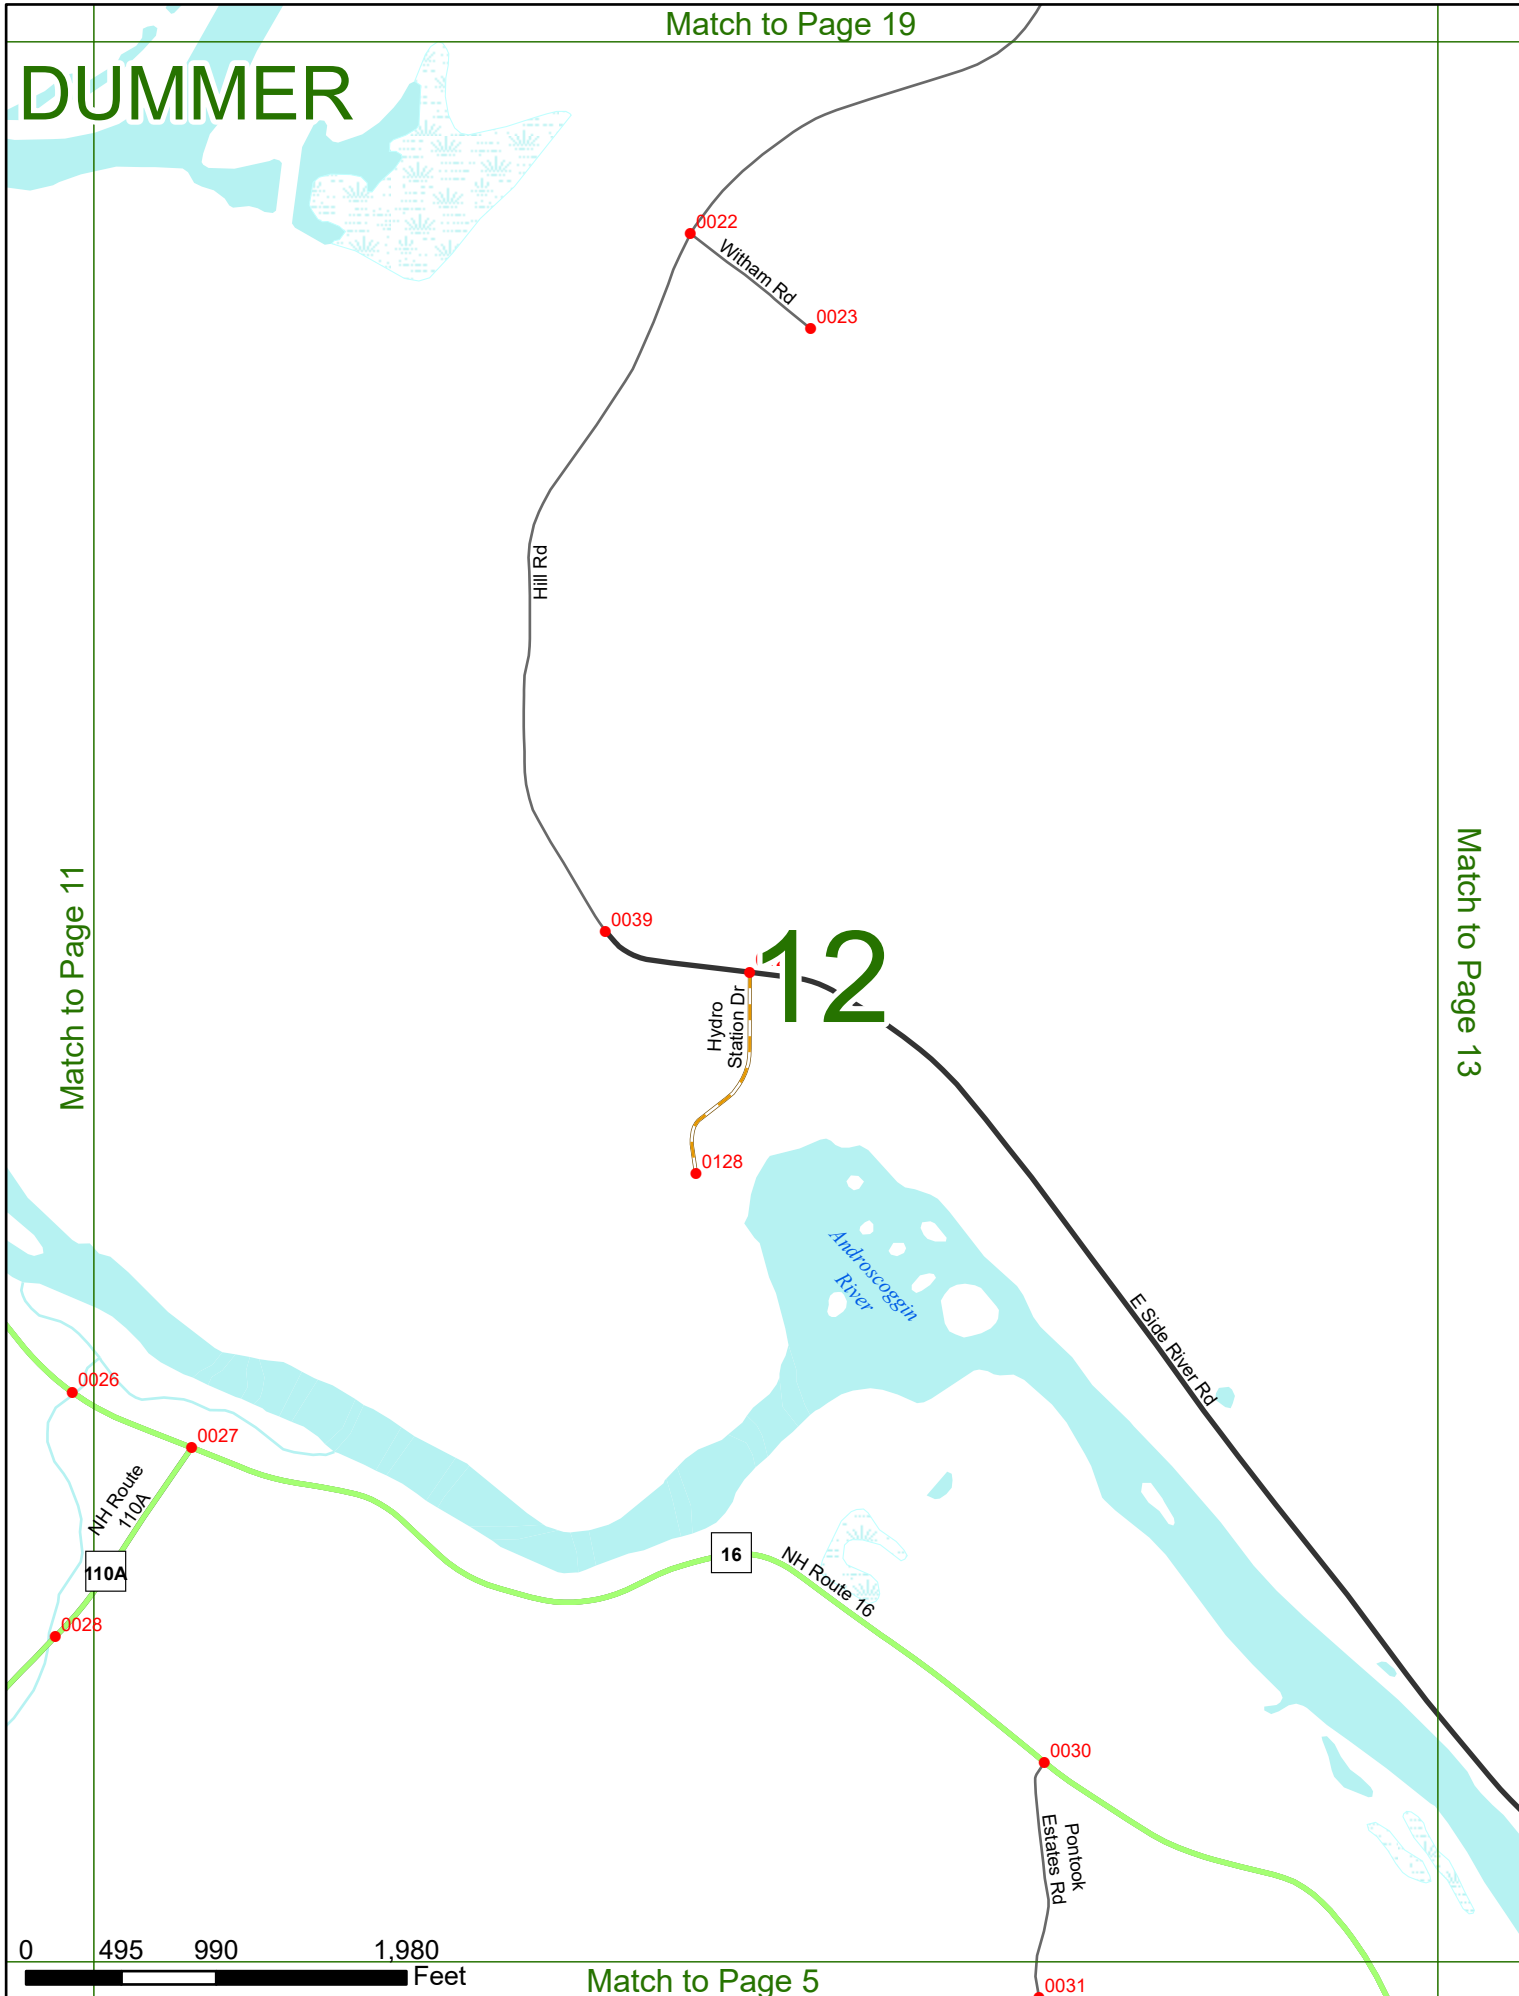 Match to Page 19
DUMMER
0022
Witham Rd
0023
Hill Rd
Match to Page 11
Match to Page 13
0039
12
Hydro
Station Dr
0128
Androscoggin
River
E Side River Rd
0026
0027
NH Route
110A
110A
16
NH Route 16
0028
0030
Pontook
Estates Rd
0 495 990 1,980
Feet
Match to Page 5
0031